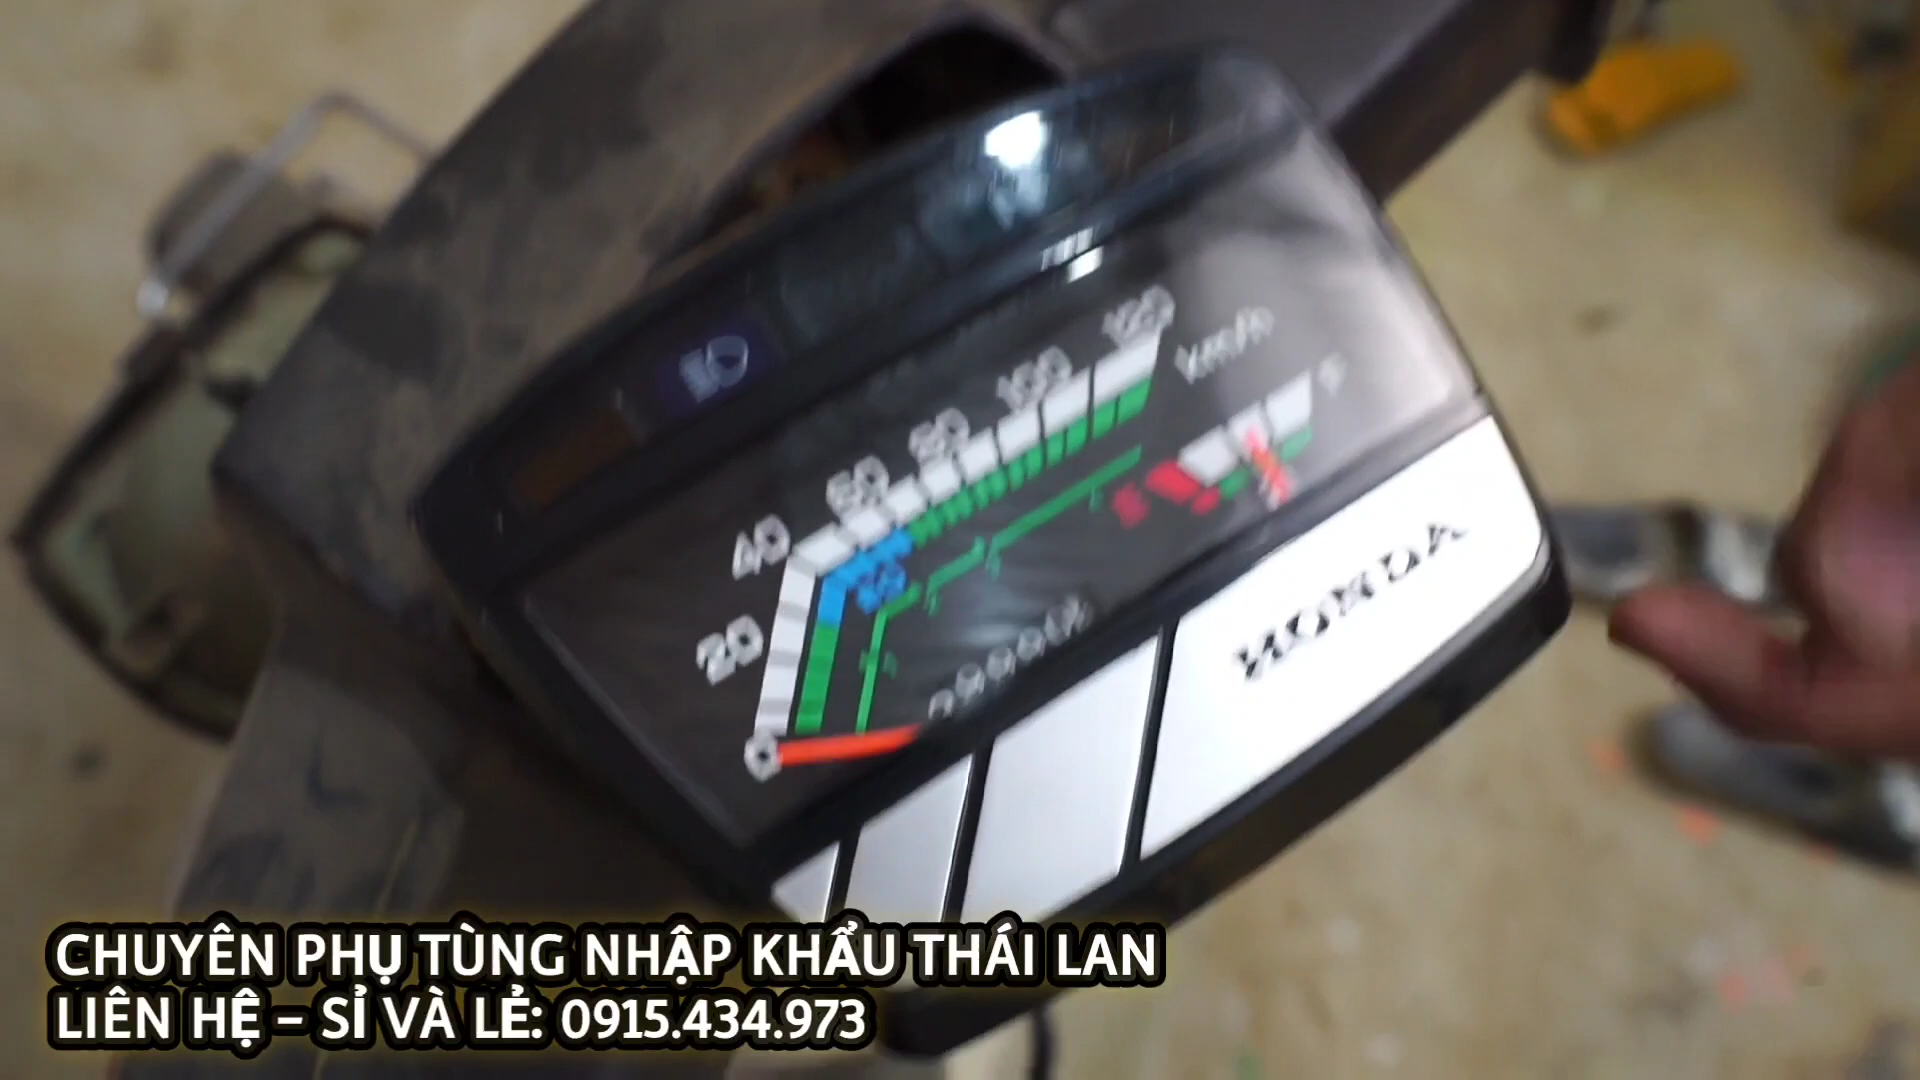 120
km/h
100
80
60
40
20
0
F
E
HONDA
CHUYÊN PHỤ TÙNG NHẬP KHẨU THÁI LAN
LIÊN HỆ – SỈ VÀ LẺ: 0915.434.973